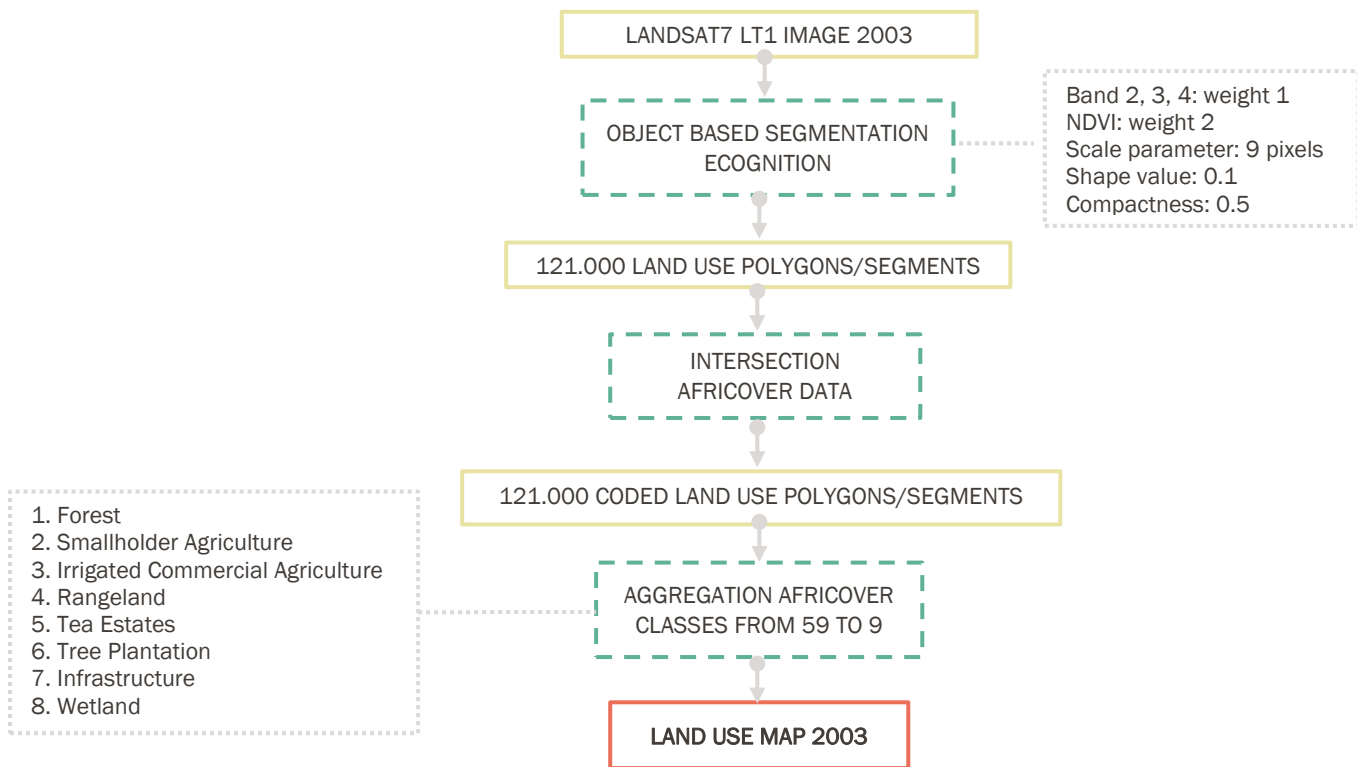 LANDSAT7 LT1 IMAGE 2003
OBJECT BASED SEGMENTATION
ECOGNITION
Band 2, 3, 4: weight 1
NDVI: weight 2
Scale parameter: 9 pixels
Shape value: 0.1
Compactness: 0.5
121.000 LAND USE POLYGONS/SEGMENTS
INTERSECTION
AFRICOVER DATA
121.000 CODED LAND USE POLYGONS/SEGMENTS
1. Forest
2. Smallholder Agriculture
3. Irrigated Commercial Agriculture
4. Rangeland
5. Tea Estates
6. Tree Plantation
7. Infrastructure
8. Wetland
AGGREGATION AFRICOVER
CLASSES FROM 59 TO 9
LAND USE MAP 2003